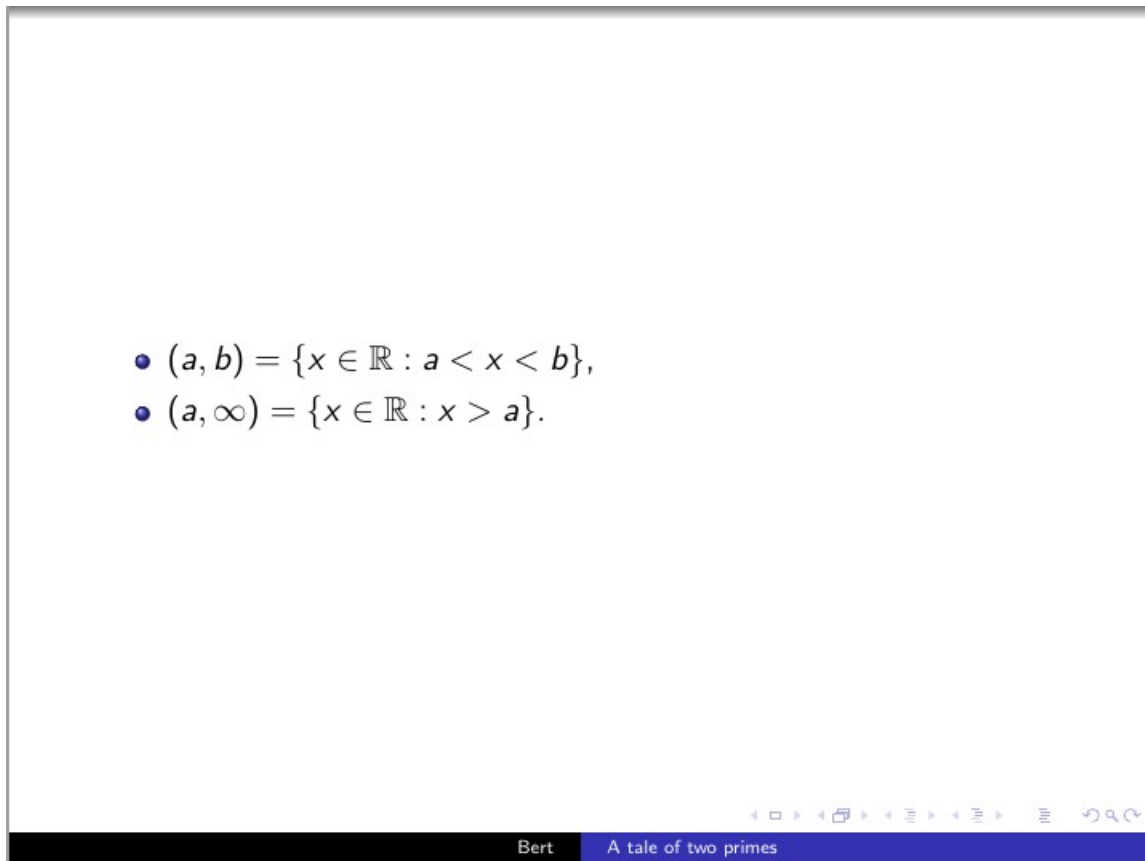 • (a, b) = {x ∈ ℝ : a < x < b},
• (a, ∞) = {x ∈ ℝ : x > a}.
Bert A tale of two primes